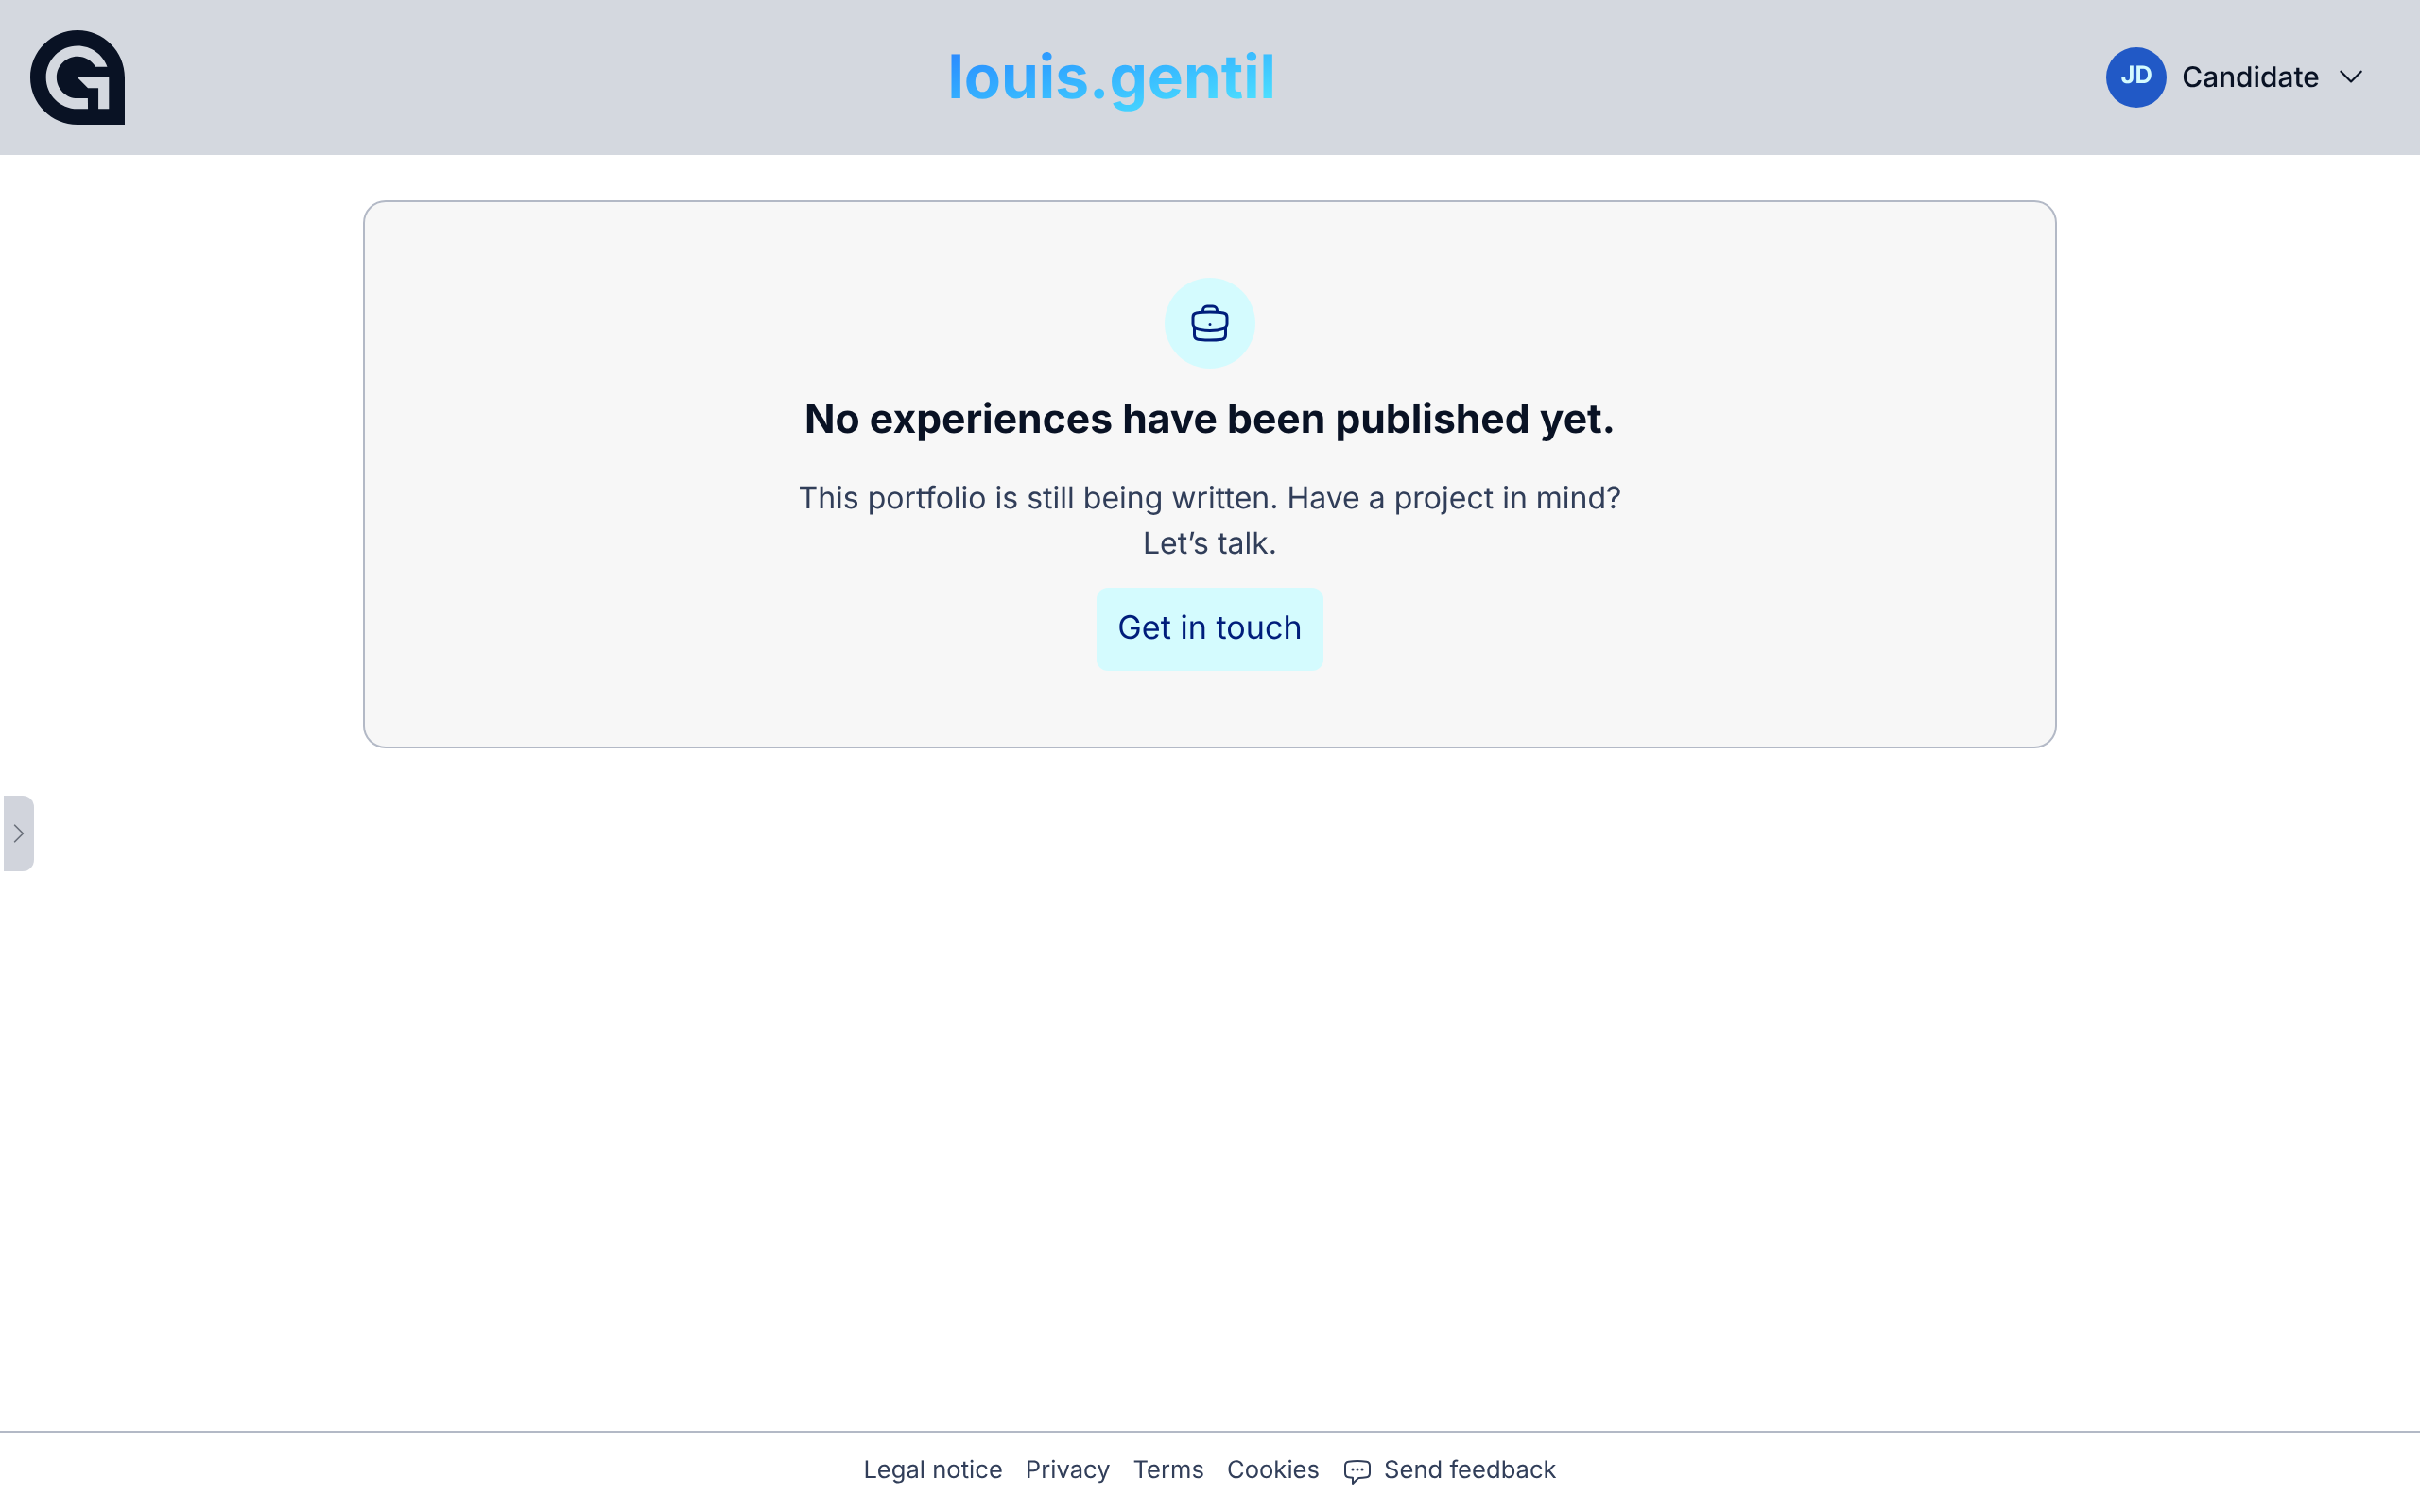 louis.gentil
JD Candidate
No experiences have been published yet.
This portfolio is still being written. Have a project in mind?
Let’s talk.
Get in touch
Legal notice Privacy Terms Cookies Send feedback